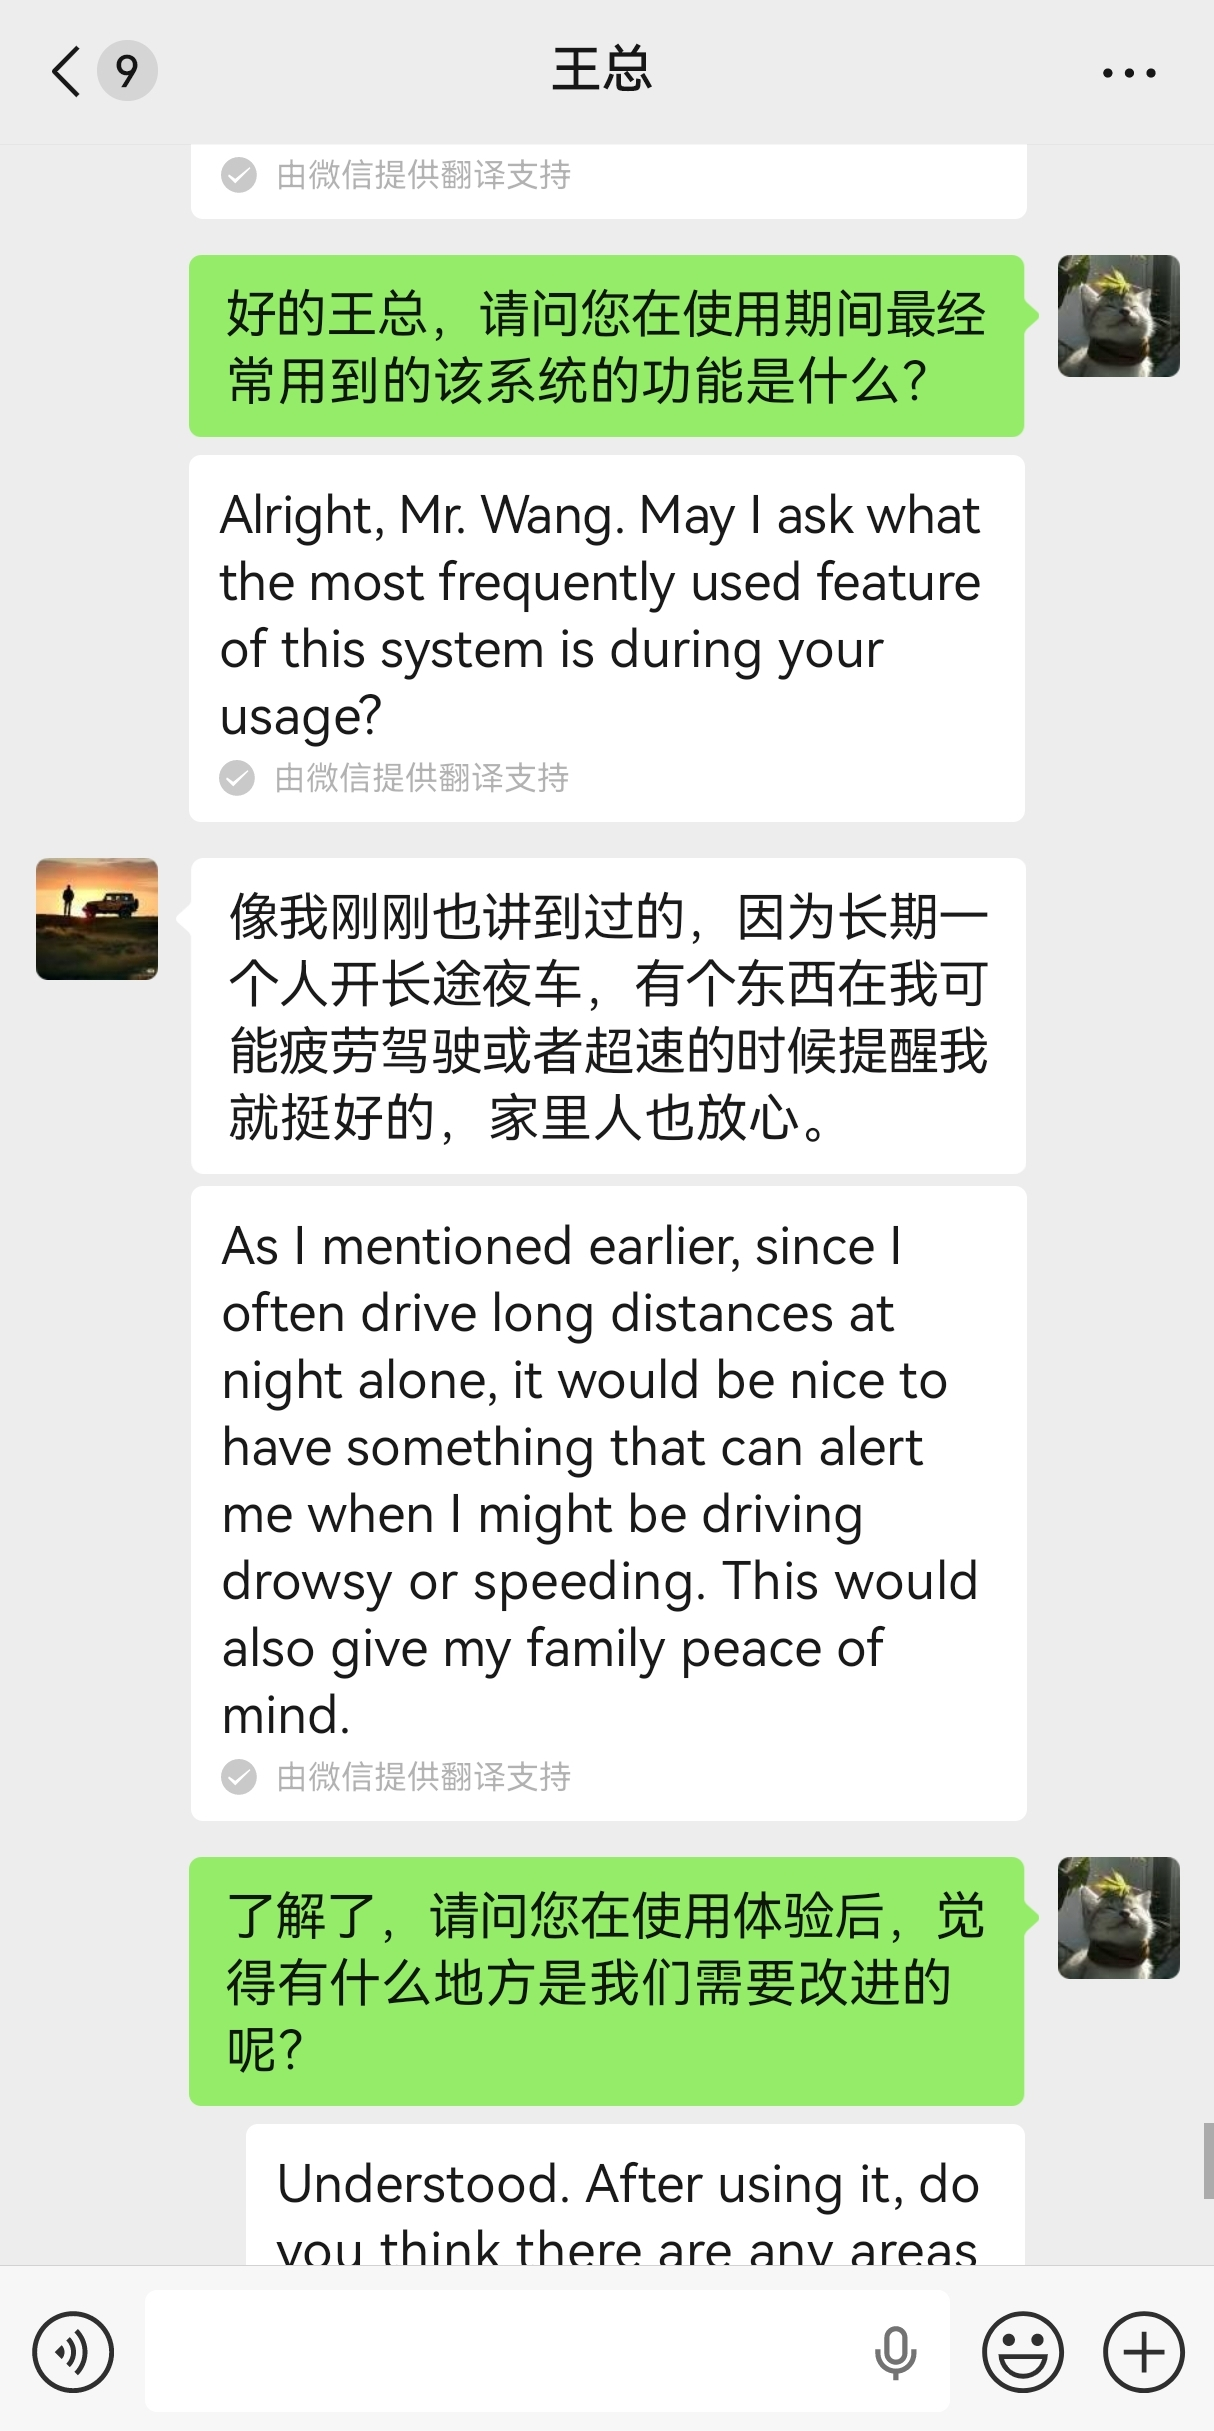 9
王总
由微信提供翻译支持
好的王总，请问您在使用期间最经
常用到的该系统的功能是什么？
Alright, Mr. Wang. May I ask what
the most frequently used feature
of this system is during your
usage?
由微信提供翻译支持
像我刚刚也讲到过的，因为长期一
个人开长途夜车，有个东西在我可
能疲劳驾驶或者超速的时候提醒我
就挺好的，家里人也放心。
As I mentioned earlier, since I
often drive long distances at
night alone, it would be nice to
have something that can alert
me when I might be driving
drowsy or speeding. This would
also give my family peace of
mind.
由微信提供翻译支持
了解了，请问您在使用体验后，觉
得有什么地方是我们需要改进的
呢？
Understood. After using it, do
you think there are any areas